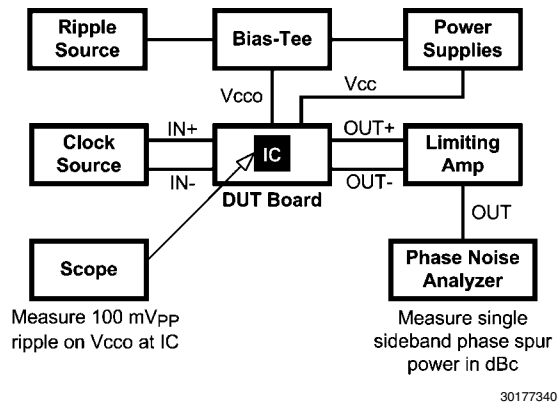 Ripple
Source
Bias-Tee
Power
Supplies
Vcco
Vcc
Clock
Source
IN+
IN-
IC
DUT Board
OUT+
OUT-
Limiting
Amp
OUT
Scope
Measure 100 mVPP
ripple on Vcco at IC
Phase Noise
Analyzer
Measure single
sideband phase spur
power in dBc
30177340